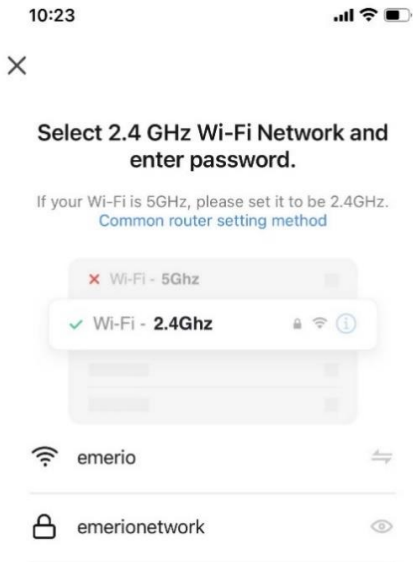 10:23
Select 2.4 GHz Wi-Fi Network and
enter password.
If your Wi-Fi is 5GHz, please set it to be 2.4GHz.
Common router setting method
Wi-Fi - 5Ghz
Wi-Fi - 2.4Ghz
emerio
emerionetwork